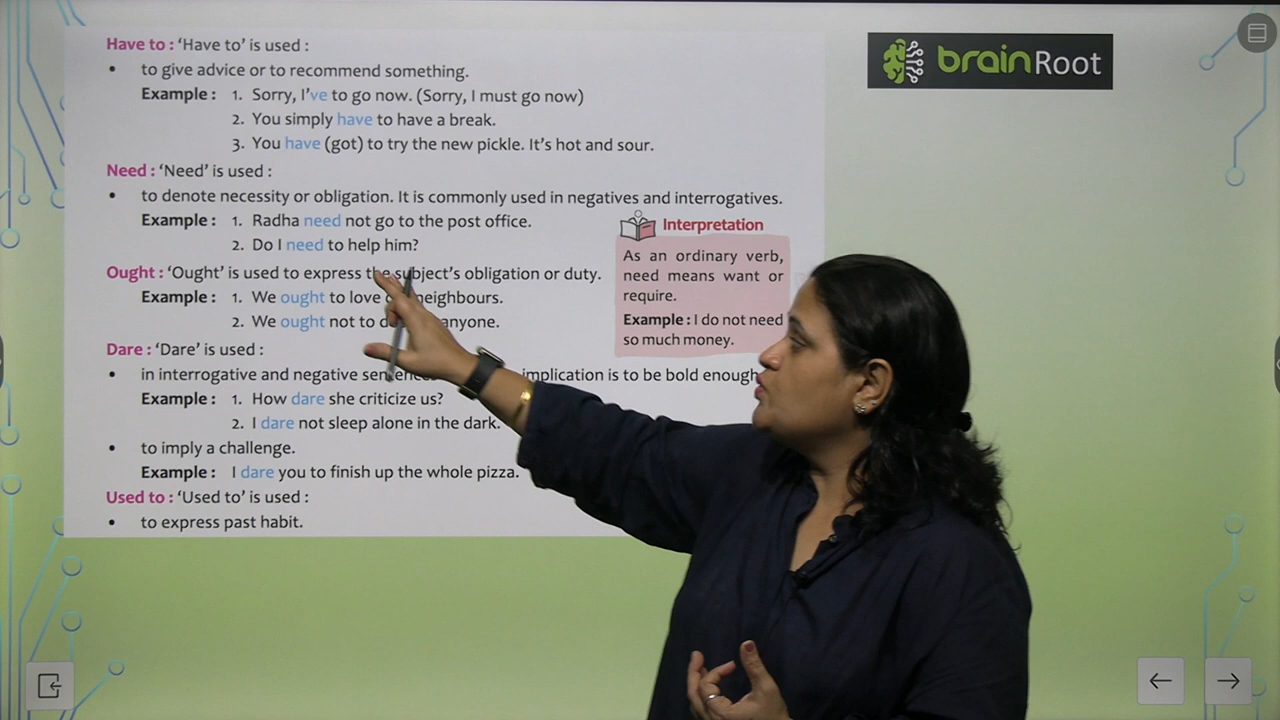 Have to : 'Have to' is used :
• to give advice or to recommend something.
Example : 1. Sorry, I've to go now. (Sorry, I must go now)
2. You simply have to have a break.
3. You have (got) to try the new pickle. It's hot and sour.
Need : 'Need' is used :
• to denote necessity or obligation. It is commonly used in negatives and interrogatives.
Example : 1. Radha need not go to the post office.
2. Do I need to help him?
Ought : 'Ought' is used to express the subject's obligation or duty.
Example : 1. We ought to love neighbours.
2. We ought not to anyone.
Dare : 'Dare' is used :
• in interrogative and negative implication is to be bold enough
Example : 1. How dare she criticize us?
2. I dare not sleep alone in the dark.
• to imply a challenge.
Example : I dare you to finish up the whole pizza.
Used to : 'Used to' is used :
• to express past habit.
Interpretation
As an ordinary verb,
need means want or
require.
Example : I do not need
so much money.
brainRoot